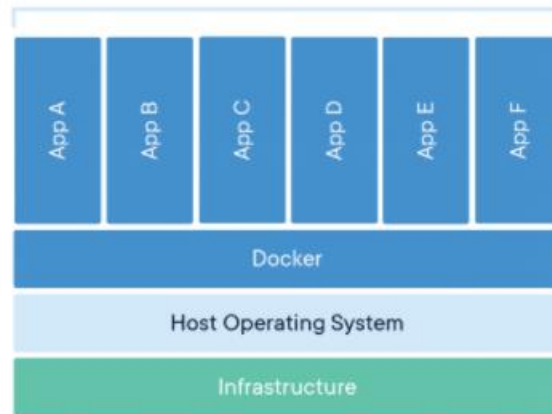 App A
App B
App C
App D
App E
App F
Docker
Host Operating System
Infrastructure